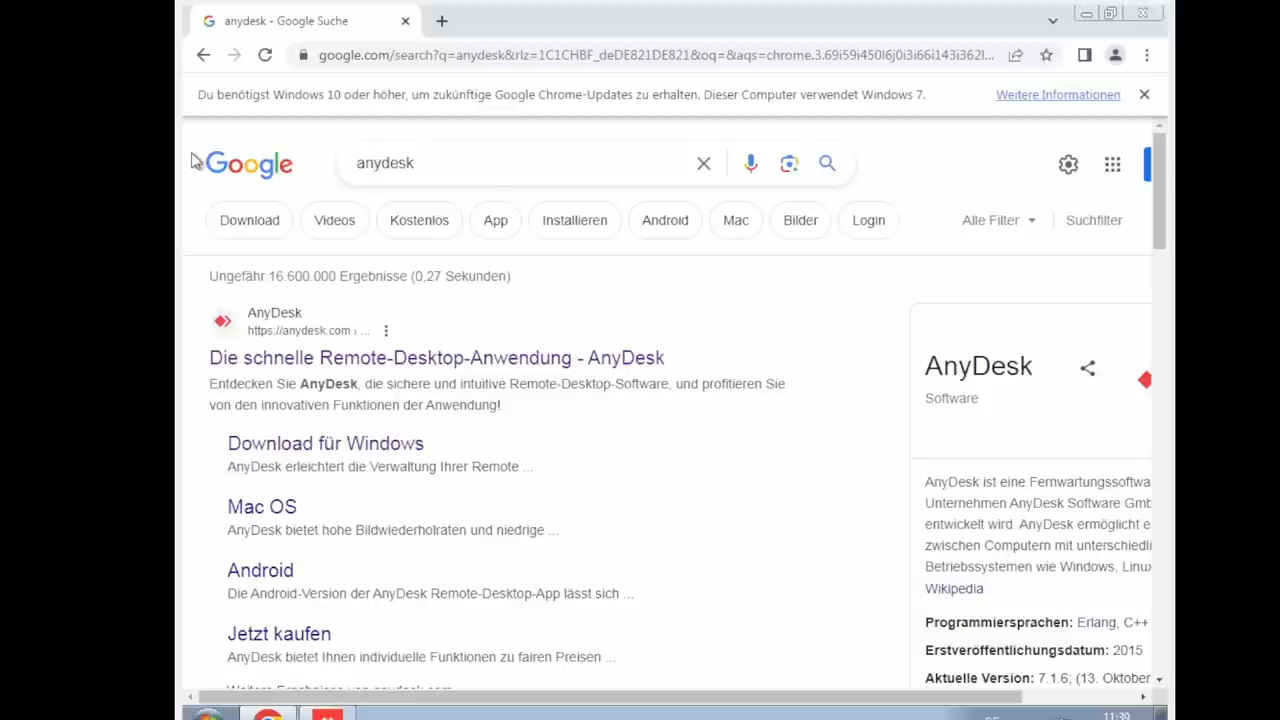 anydesk - Google Suche
google.com/search?q=anydesk&rlz=1C1CHBF_deDE821DE821&oq=&aqs=chrome.3.69i59i450l6j0i3i66i143i362l...
Du benötigst Windows 10 oder höher, um zukünftige Google Chrome-Updates zu erhalten. Dieser Computer verwendet Windows 7.
Weitere Informationen
Google
anydesk
Download
Videos
Kostenlos
App
Installieren
Android
Mac
Bilder
Login
Alle Filter
Suchfilter
Ungefähr 16.600.000 Ergebnisse (0,27 Sekunden)
AnyDesk
https://anydesk.com › ...
Die schnelle Remote-Desktop-Anwendung - AnyDesk
Entdecken Sie AnyDesk, die sichere und intuitive Remote-Desktop-Software, und profitieren Sie
von den innovativen Funktionen der Anwendung!
Download für Windows
AnyDesk erleichtert die Verwaltung Ihrer Remote ...
Mac OS
AnyDesk bietet hohe Bildwiederholraten und niedrige ...
Android
Die Android-Version der AnyDesk Remote-Desktop-App lässt sich ...
Jetzt kaufen
AnyDesk bietet Ihnen individuelle Funktionen zu fairen Preisen ...
Weitere Ergebnisse von anydesk.com
AnyDesk
Software
AnyDesk ist eine Fernwartungssoftwa
Unternehmen AnyDesk Software Gmb
entwickelt wird. AnyDesk ermöglicht e
zwischen Computern mit unterschiedli
Betriebssystemen wie Windows, Linux
Wikipedia
Programmiersprachen: Erlang, C++
Erstveröffentlichungsdatum: 2015
Aktuelle Version: 7.1.6; (13. Oktober
DE
11:39